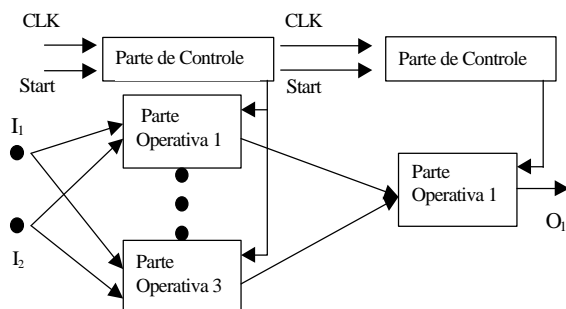 CLK
Parte de Controle
Start
CLK
Parte de Controle
Start
I1
Parte
Operativa 1
I2
Parte
Operativa 3
Parte
Operativa 1
O1